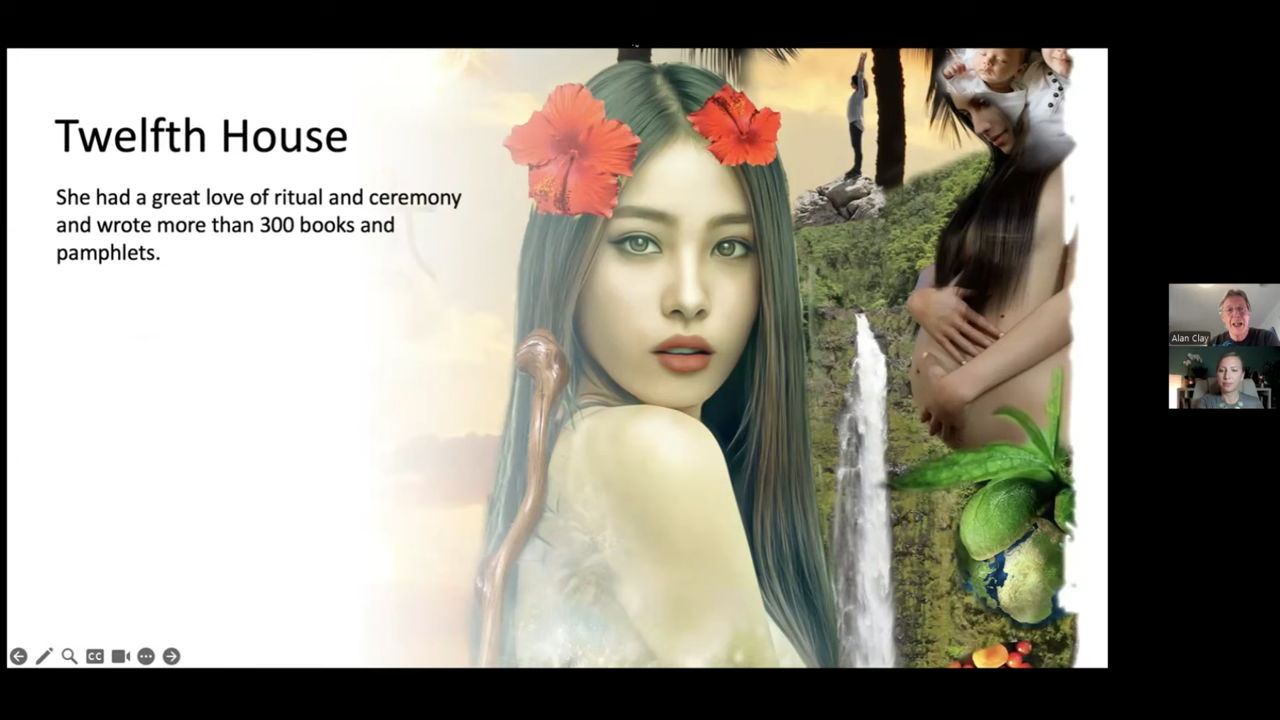 Twelfth House
She had a great love of ritual and ceremony
and wrote more than 300 books and
pamphlets.
Alan Clay
CC